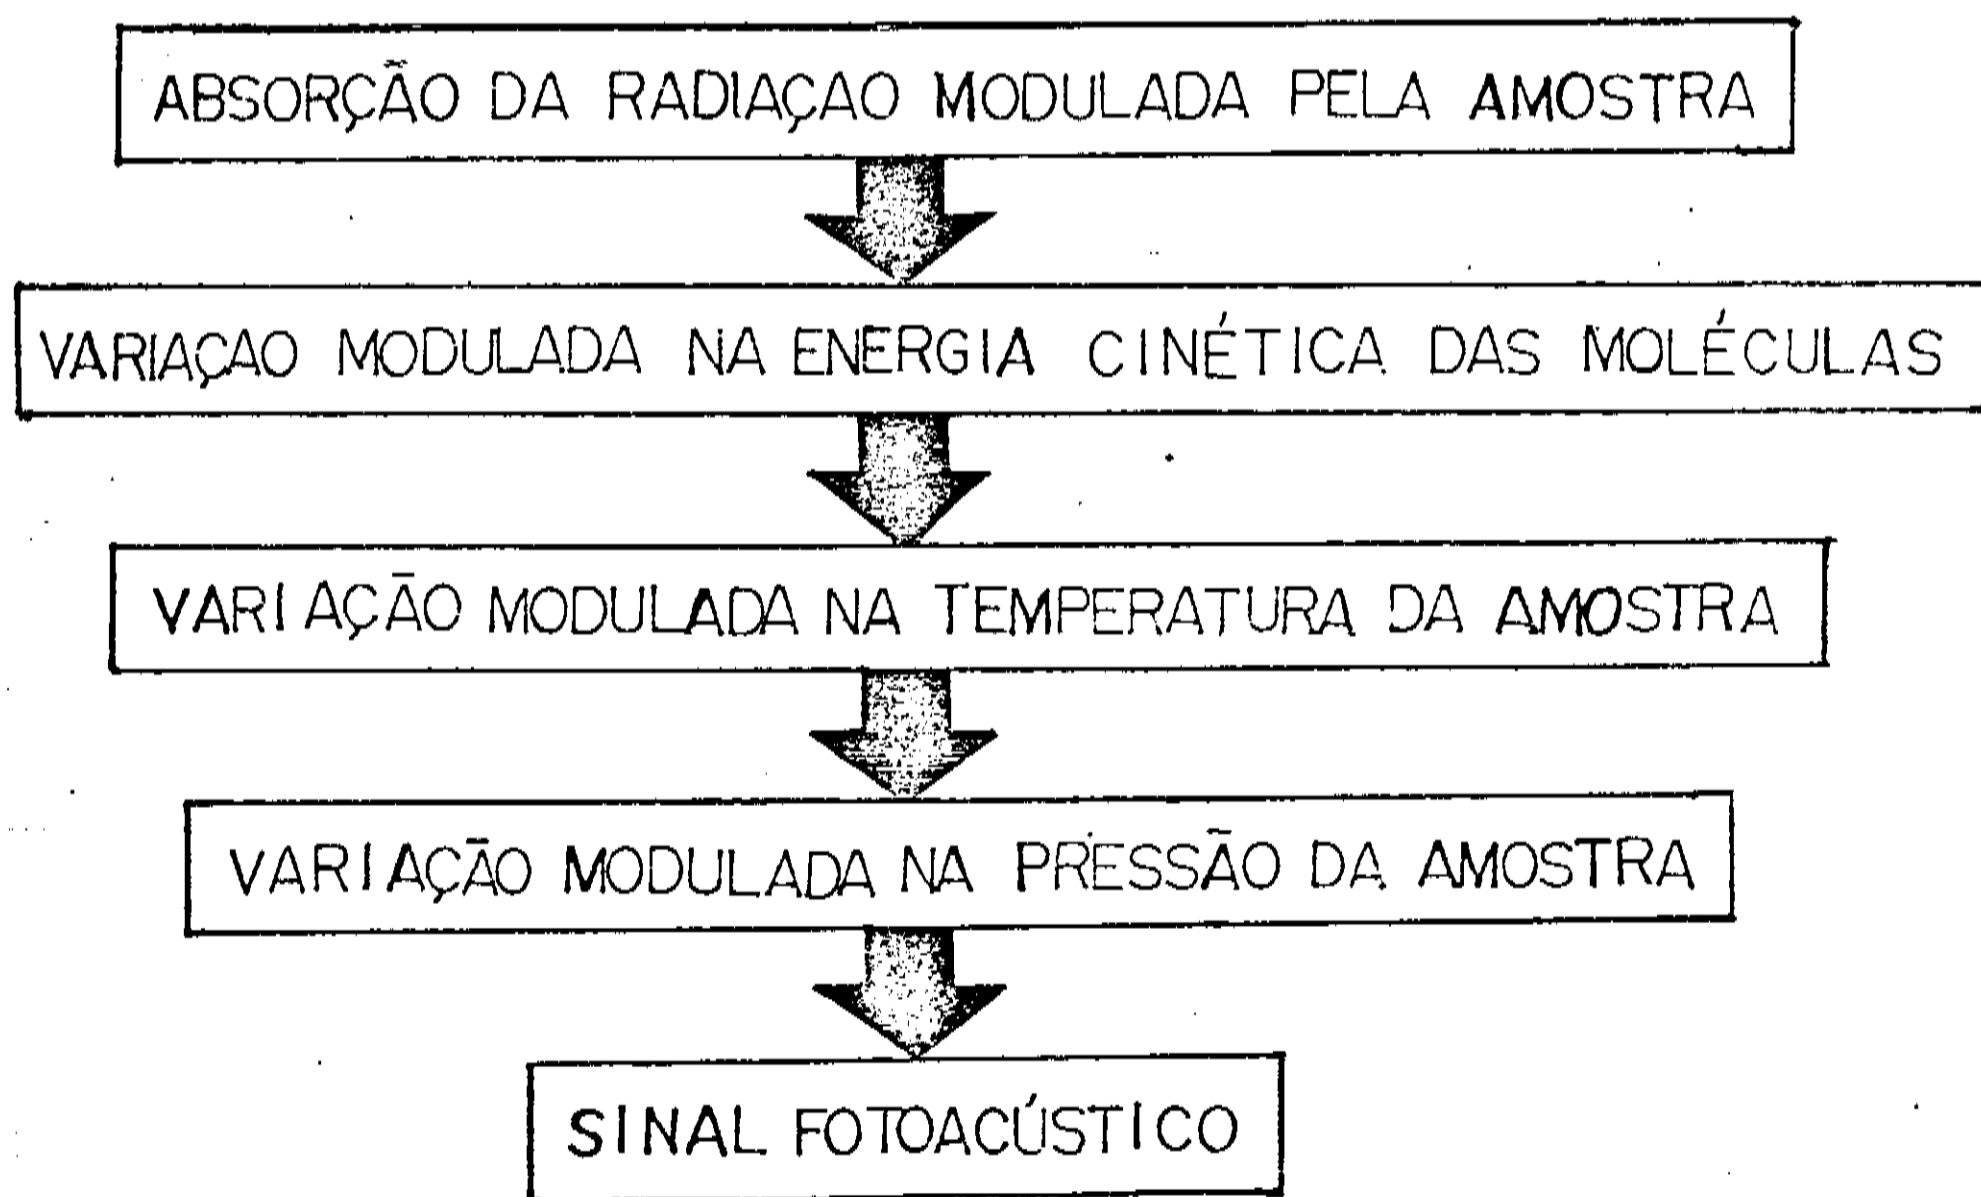 ABSORÇÃO DA RADIAÇAO MODULADA PELA AMOSTRA
VARIAÇAO MODULADA NA ENERGIA CINÉTICA DAS MOLÉCULAS
VARIAÇÃO MODULADA NA TEMPERATURA DA AMOSTRA
VARIAÇÃO MODULADA NA PRESSÃO DA AMOSTRA
SINAL FOTOACÚSTICO